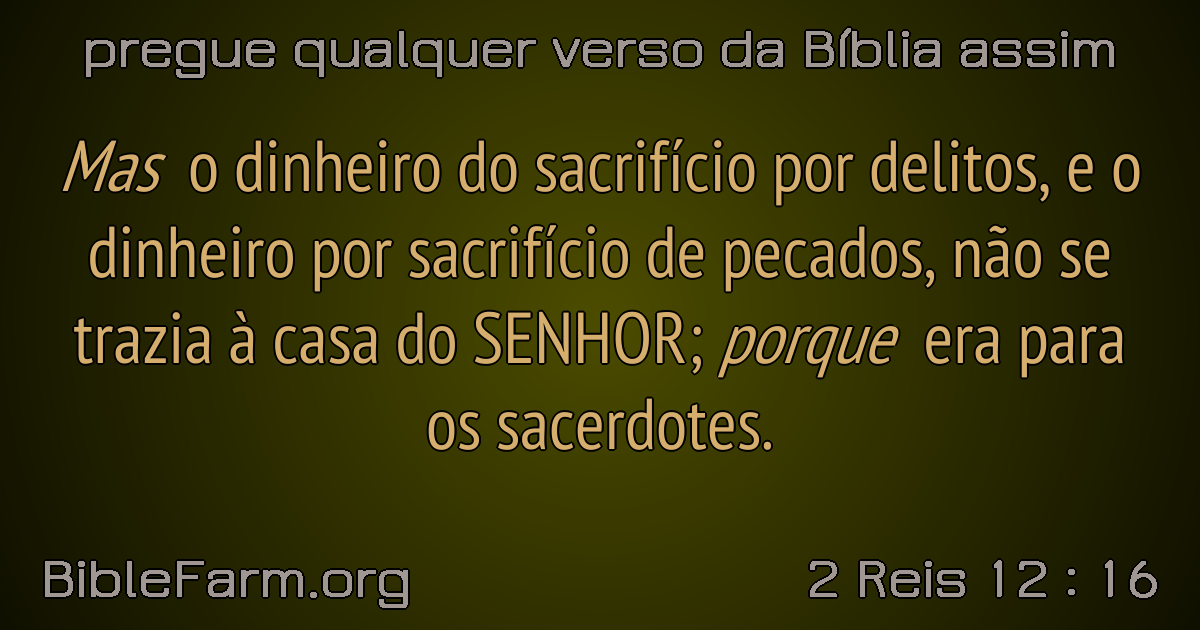 pregue qualquer verso da Bíblia assim
Mas o dinheiro do sacrifício por delitos, e o
dinheiro por sacrifício de pecados, não se
trazia à casa do SENHOR; porque era para
os sacerdotes.
BibleFarm.org
2 Reis 12 : 16